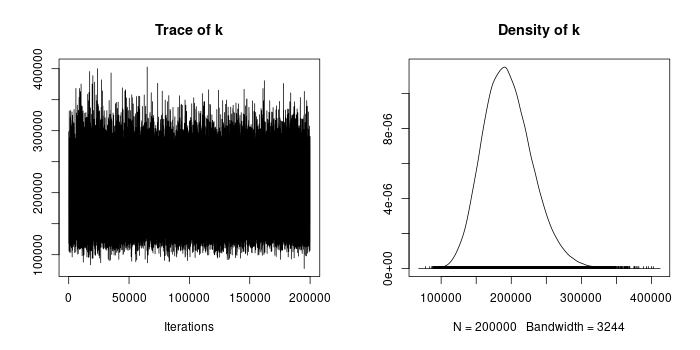 Trace of k
400000
300000
200000
100000
0 50000 100000 150000 200000
Iterations
Density of k
8e-06
4e-06
0e+00
100000 200000 300000 400000
N = 200000 Bandwidth = 3244